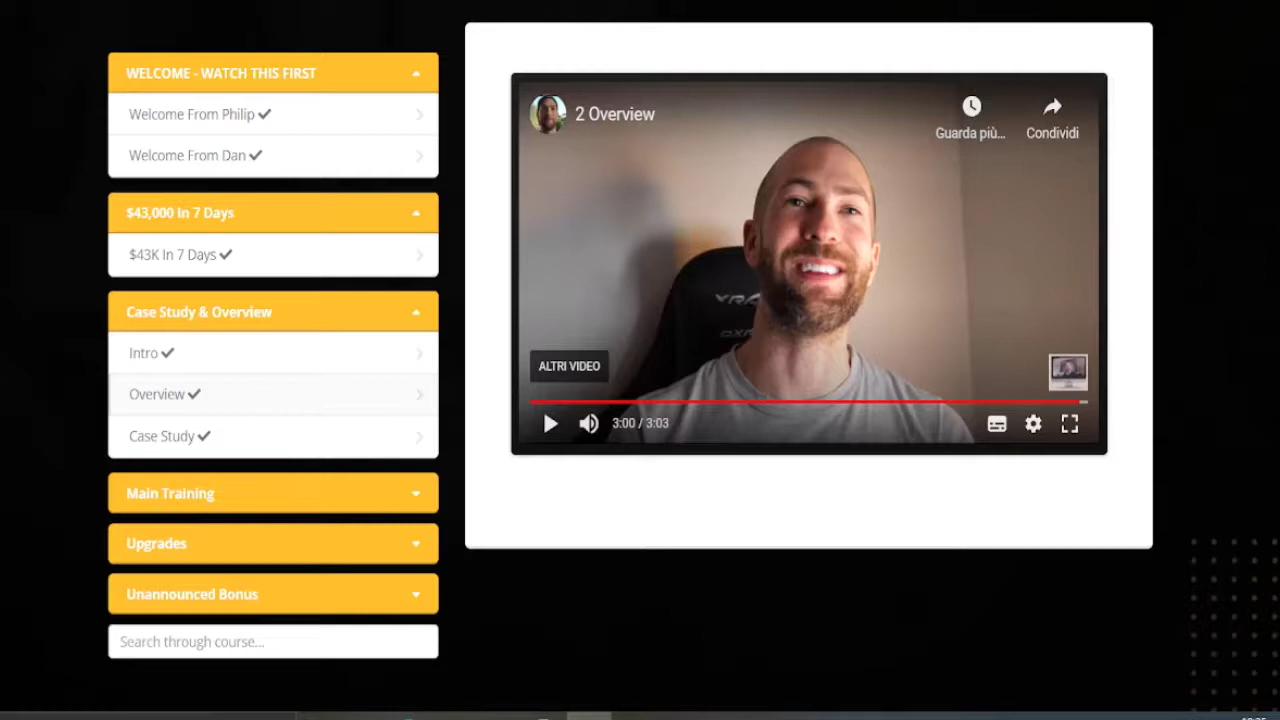 WELCOME - WATCH THIS FIRST
Welcome From Philip
Welcome From Dan
$43,000 In 7 Days
$43K In 7 Days
Case Study & Overview
Intro
Overview
Case Study
Main Training
Upgrades
Unannounced Bonus
Search through course...
2 Overview
Guarda più...
Condividi
ALTRI VIDEO
3:00 / 3:03